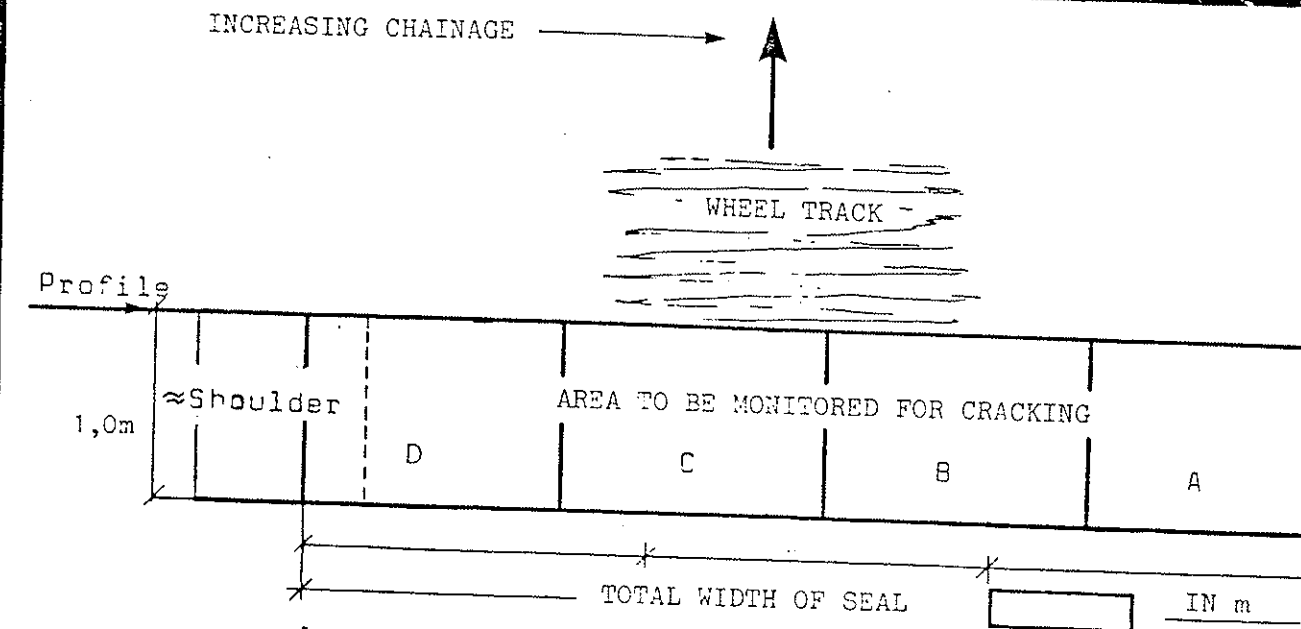 INCREASING CHAINAGE
- WHEEL TRACK -
Profile
≈Shoulder
AREA TO BE MONITORED FOR CRACKING
1,0m
D
C
B
A
TOTAL WIDTH OF SEAL
IN m